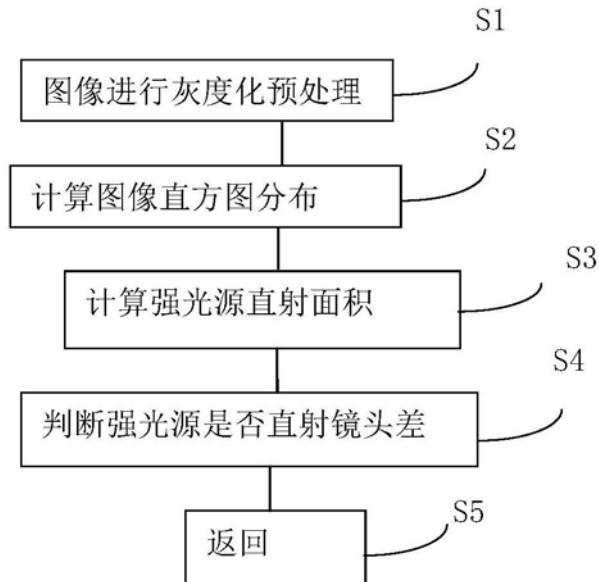 S1
图像进行灰度化预处理
S2
计算图像直方图分布
S3
计算强光源直射面积
S4
判断强光源是否直射镜头差
S5
返回